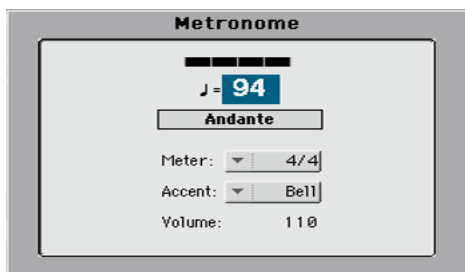 Metronome
♩= 94
Andante
Meter: 4/4
Accent: Bell
Volume: 110